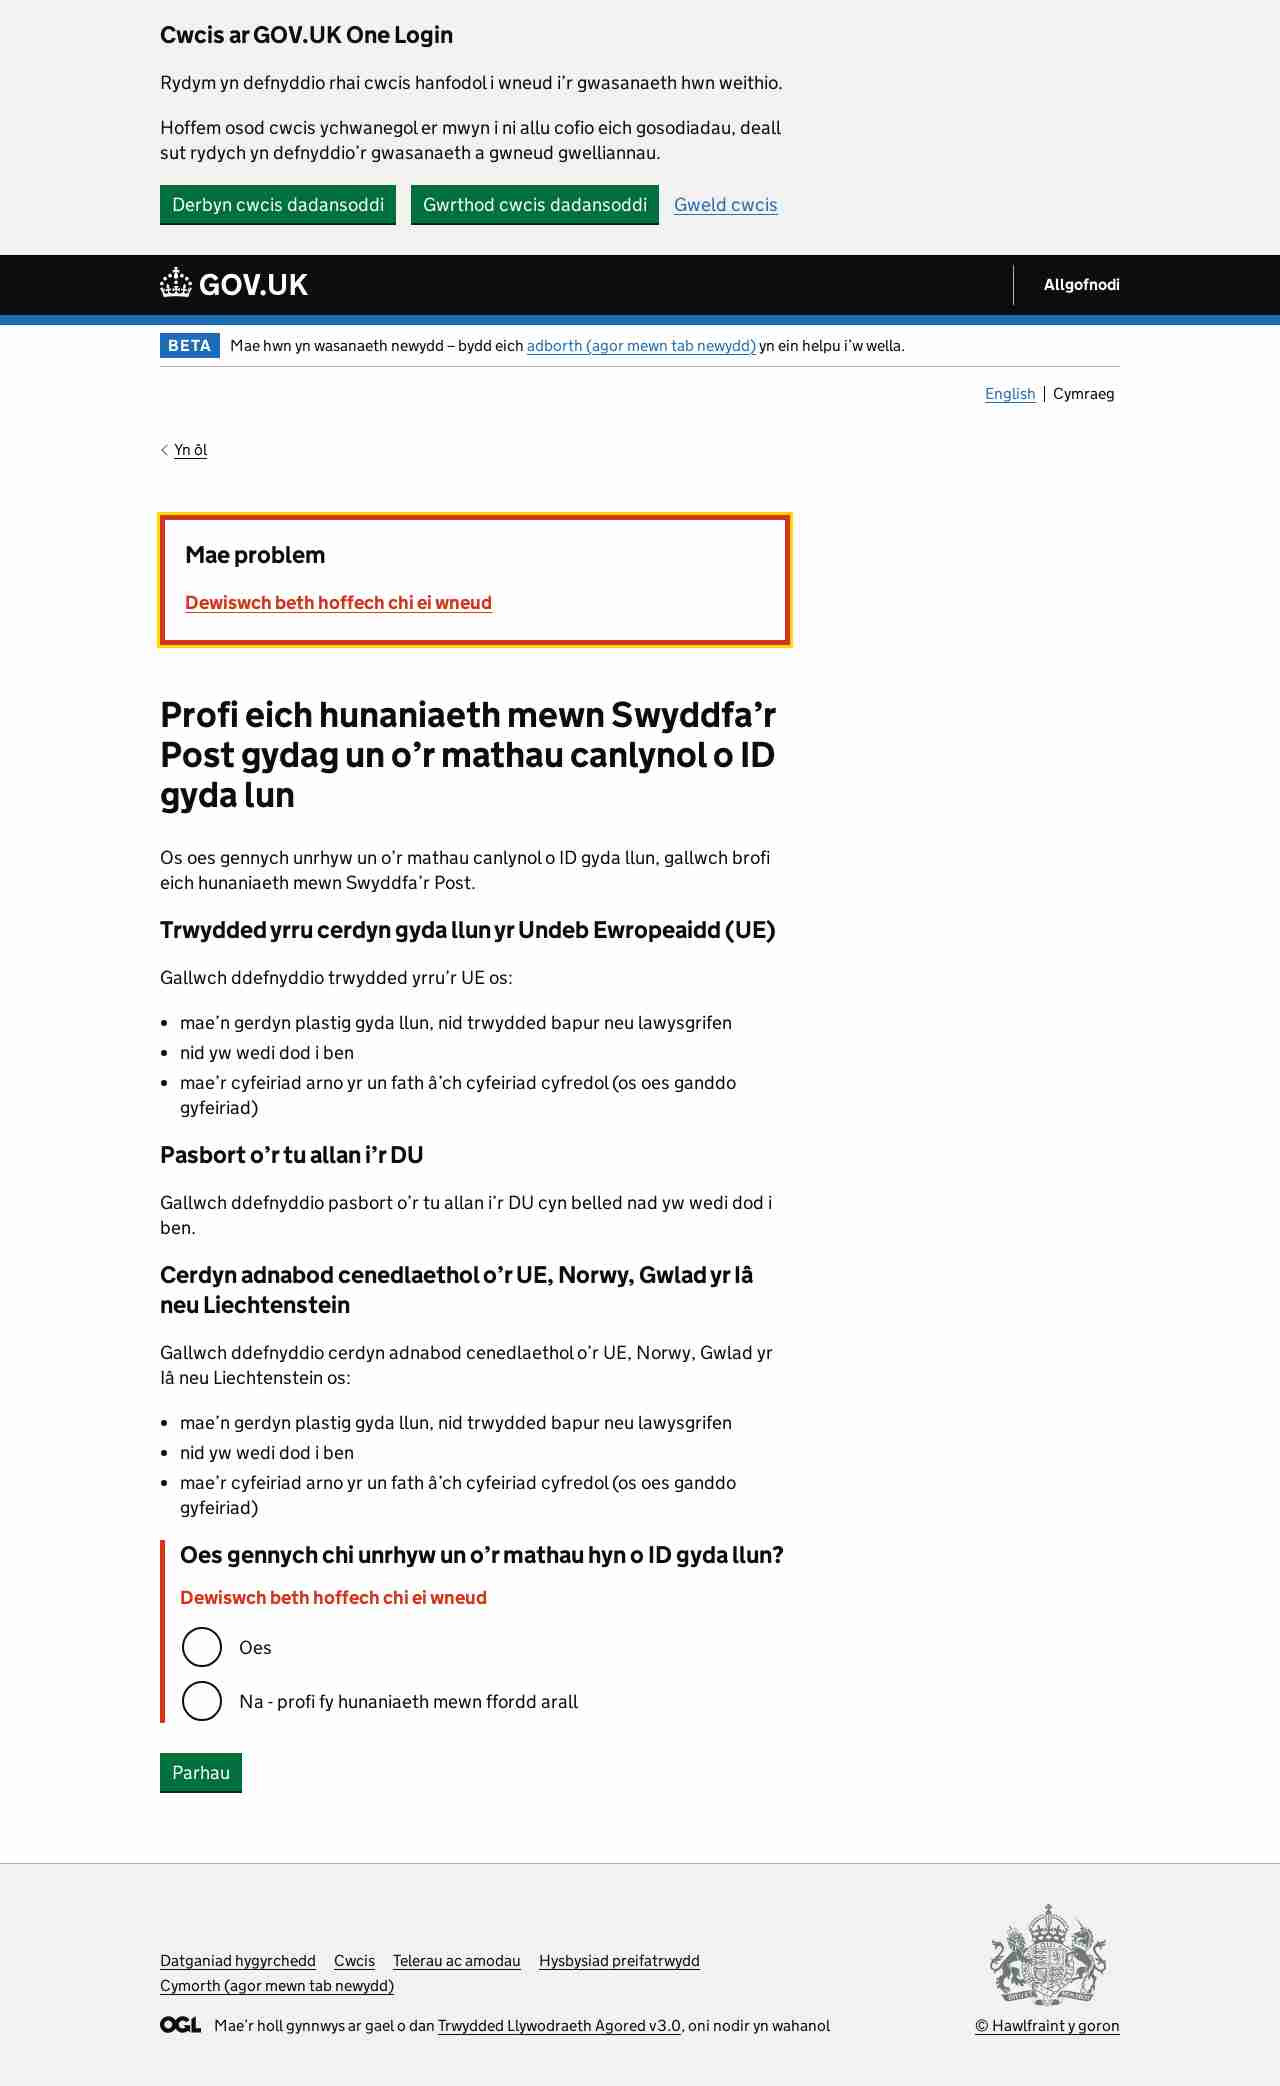 Cwcis ar GOV.UK One Login
Rydym yn defnyddio rhai cwcis hanfodol i wneud i’r gwasanaeth hwn weithio.
Hoffem osod cwcis ychwanegol er mwyn i ni allu cofio eich gosodiadau, deall
sut rydych yn defnyddio’r gwasanaeth a gwneud gwelliannau.
Derbyn cwcis dadansoddi
Gwrthod cwcis dadansoddi
Gweld cwcis
GOV.UK
Allgofnodi
BETA Mae hwn yn wasanaeth newydd – bydd eich adborth (agor mewn tab newydd) yn ein helpu i’w wella.
English | Cymraeg
Yn ôl
Mae problem
Dewiswch beth hoffech chi ei wneud
Profi eich hunaniaeth mewn Swyddfa’r
Post gydag un o’r mathau canlynol o ID
gyda lun
Os oes gennych unrhyw un o’r mathau canlynol o ID gyda llun, gallwch brofi
eich hunaniaeth mewn Swyddfa’r Post.
Trwydded yrru cerdyn gyda llun yr Undeb Ewropeaidd (UE)
Gallwch ddefnyddio trwydded yrru’r UE os:
• mae’n gerdyn plastig gyda llun, nid trwydded bapur neu lawysgrifen
• nid yw wedi dod i ben
• mae’r cyfeiriad arno yr un fath â’ch cyfeiriad cyfredol (os oes ganddo
gyfeiriad)
Pasbort o’r tu allan i’r DU
Gallwch ddefnyddio pasbort o’r tu allan i’r DU cyn belled nad yw wedi dod i
ben.
Cerdyn adnabod cenedlaethol o’r UE, Norwy, Gwlad yr Iâ
neu Liechtenstein
Gallwch ddefnyddio cerdyn adnabod cenedlaethol o’r UE, Norwy, Gwlad yr
Iâ neu Liechtenstein os:
• mae’n gerdyn plastig gyda llun, nid trwydded bapur neu lawysgrifen
• nid yw wedi dod i ben
• mae’r cyfeiriad arno yr un fath â’ch cyfeiriad cyfredol (os oes ganddo
gyfeiriad)
Oes gennych chi unrhyw un o’r mathau hyn o ID gyda llun?
Dewiswch beth hoffech chi ei wneud
Oes
Na - profi fy hunaniaeth mewn ffordd arall
Parhau
Datganiad hygyrchedd Cwcis Telerau ac amodau Hysbysiad preifatrwydd
Cymorth (agor mewn tab newydd)
OGL Mae’r holl gynnwys ar gael o dan Trwydded Llywodraeth Agored v3.0, oni nodir yn wahanol
© Hawlfraint y goron